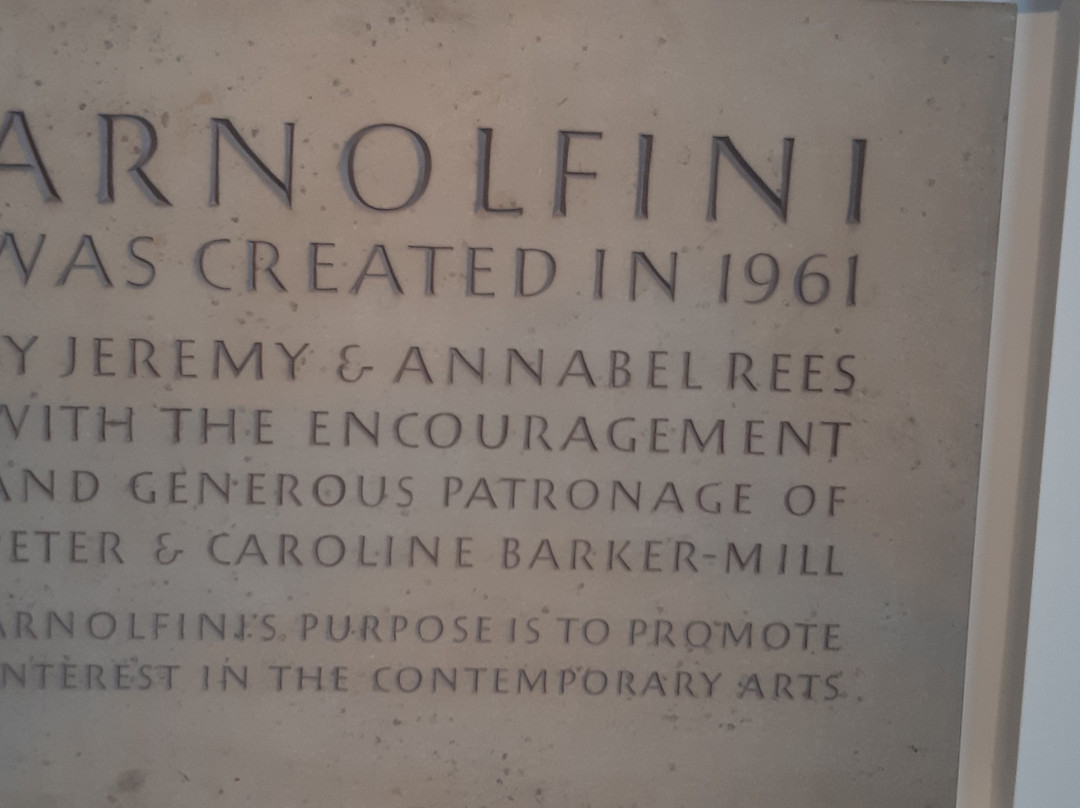 ARNOLFINI
WAS CREATED IN 1961
Y JEREMY & ANNABEL REES
WITH THE ENCOURAGEMENT
AND GENEROUS PATRONAGE OF
ETER & CAROLINE BARKER-MILL
ARNOLFINI'S PURPOSE IS TO PROMOTE
NTEREST IN THE CONTEMPORARY ARTS.